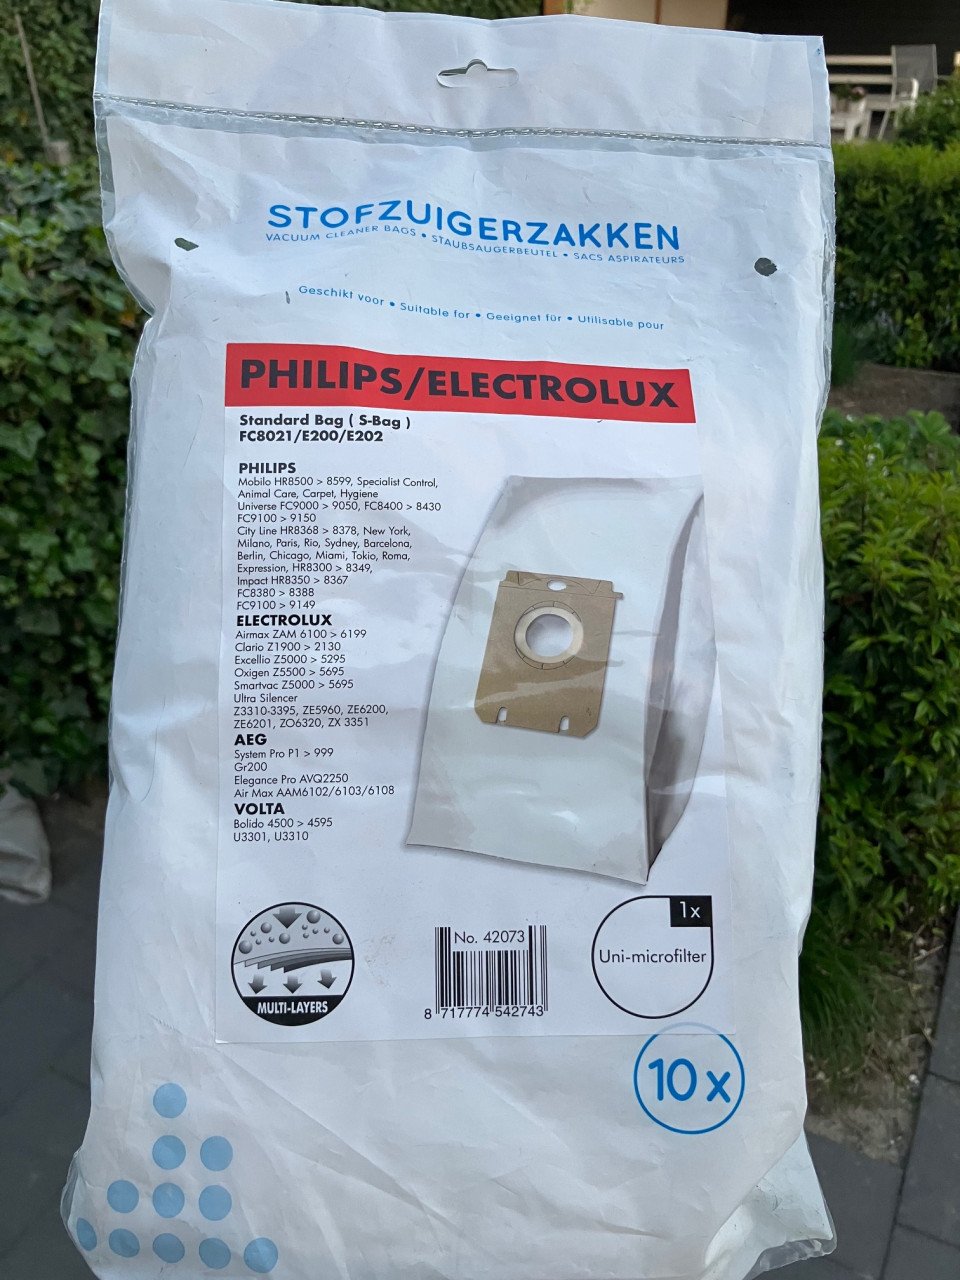 STOFZUIGERZAKKEN
VACUUM CLEANER BAGS • STAUBSAUGERBEUTEL • SACS ASPIRATEURS
Geschikt voor • Suitable for • Geeignet für • Utilisable pour
PHILIPS/ELECTROLUX
Standard Bag ( S-Bag )
FC8021/E200/E202
PHILIPS
Mobilo HR8500 > 8599, Specialist Control,
Animal Care, Carpet, Hygiene
Universe FC9000 > 9050, FC8400 > 8430
FC9100 > 9150
City Line HR8368 > 8378, New York,
Milano, Paris, Rio, Sydney, Barcelona,
Berlin, Chicago, Miami, Tokio, Roma,
Expression, HR8300 > 8349,
Impact HR8350 > 8367
FC8380 > 8388
FC9100 > 9149
ELECTROLUX
Airmax ZAM 6100 > 6199
Clario Z1900 > 2130
Excellio Z5000 > 5295
Oxigen Z5500 > 5695
Smartvac Z5000 > 5695
Ultra Silencer
Z3310-3395, ZE5960, ZE6200,
ZE6201, ZO6320, ZX 3351
AEG
System Pro P1 > 999
Gr200
Elegance Pro AVQ2250
Air Max AAM6102/6103/6108
VOLTA
Bolido 4500 > 4595
U3301, U3310
MULTI-LAYERS
No. 42073
8 717774 542743
1x
Uni-microfilter
10 x